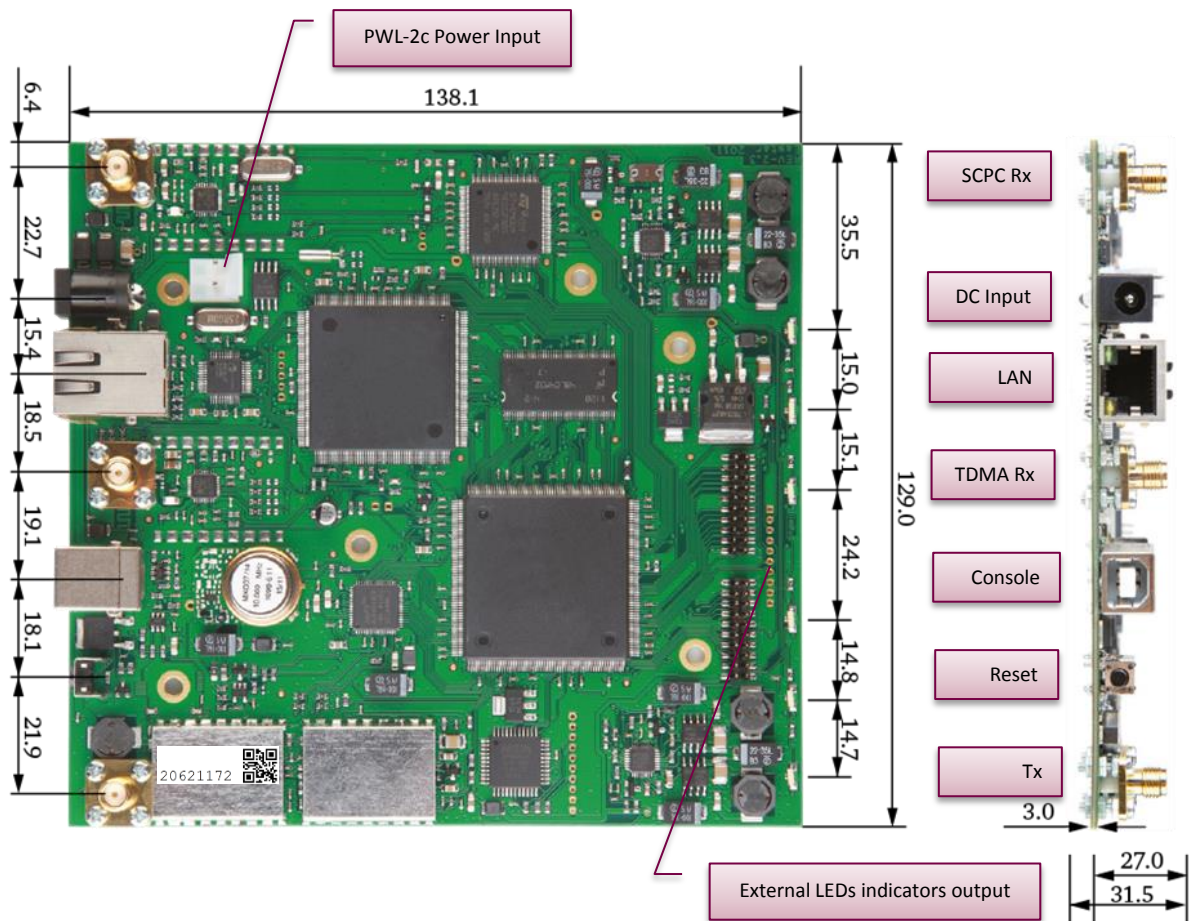 PWL-2c Power Input
138.1
6.4
22.7
15.4
18.5
19.1
18.1
21.9
35.5
15.0
15.1
24.2
14.8
14.7
129.0
20621172
SCPC Rx
DC Input
LAN
TDMA Rx
Console
Reset
Tx
3.0
27.0
31.5
External LEDs indicators output